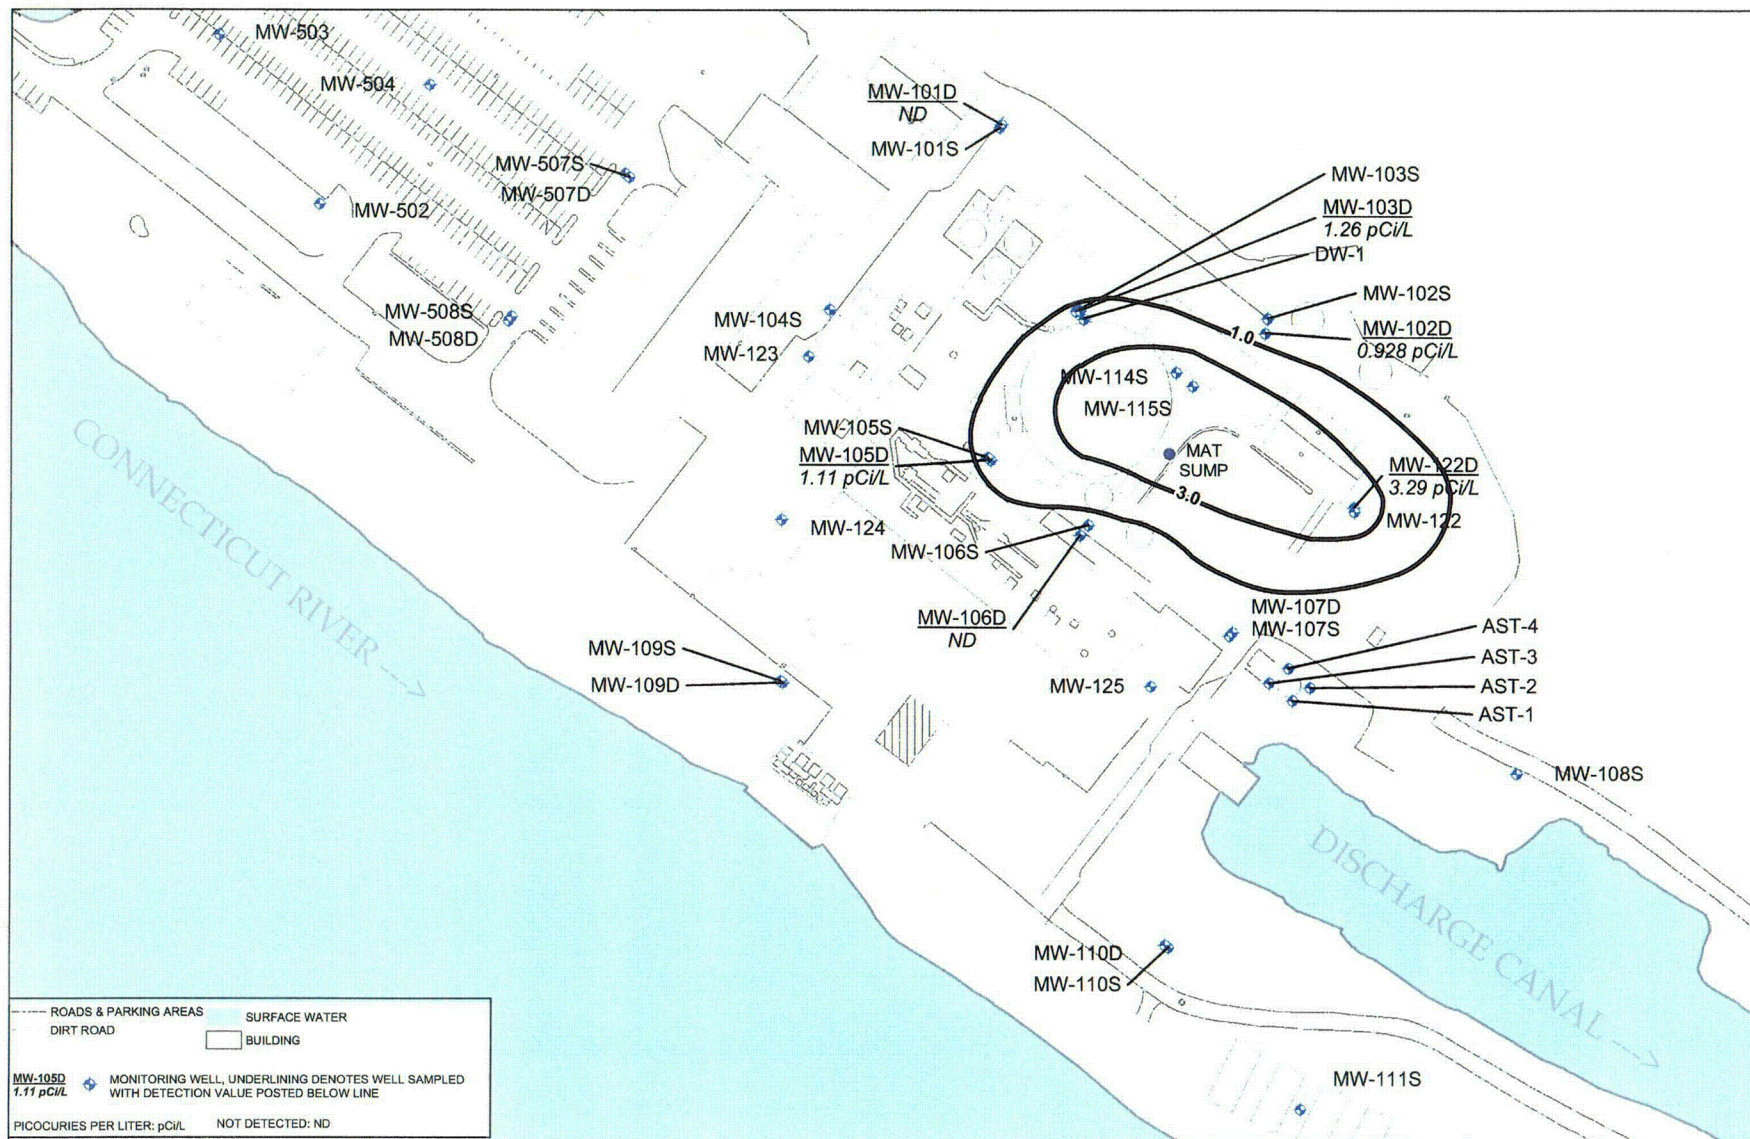 MW-503
MW-504
MW-101D
ND
MW-101S
MW-507S
MW-507D
MW-502
MW-103S
MW-103D
1.26 pCi/L
DW-1
MW-102S
MW-102D
0.928 pCi/L
1.0
MW-508S
MW-508D
MW-104S
MW-123
MW-114S
MW-115S
MW-105S
MW-105D
1.11 pCi/L
MAT
SUMP
3.0
MW-122D
3.29 pCi/L
MW-122
MW-124
MW-106S
MW-106D
ND
CONNECTICUT RIVER --->
MW-107D
MW-107S
MW-109S
MW-109D
MW-125
AST-4
AST-3
AST-2
AST-1
MW-108S
DISCHARGE CANAL --->
MW-110D
MW-110S
MW-111S
ROADS & PARKING AREAS
DIRT ROAD
SURFACE WATER
BUILDING
MW-105D
1.11 pCi/L
MONITORING WELL, UNDERLINING DENOTES WELL SAMPLED
WITH DETECTION VALUE POSTED BELOW LINE
PICOCURIES PER LITER: pCi/L NOT DETECTED: ND